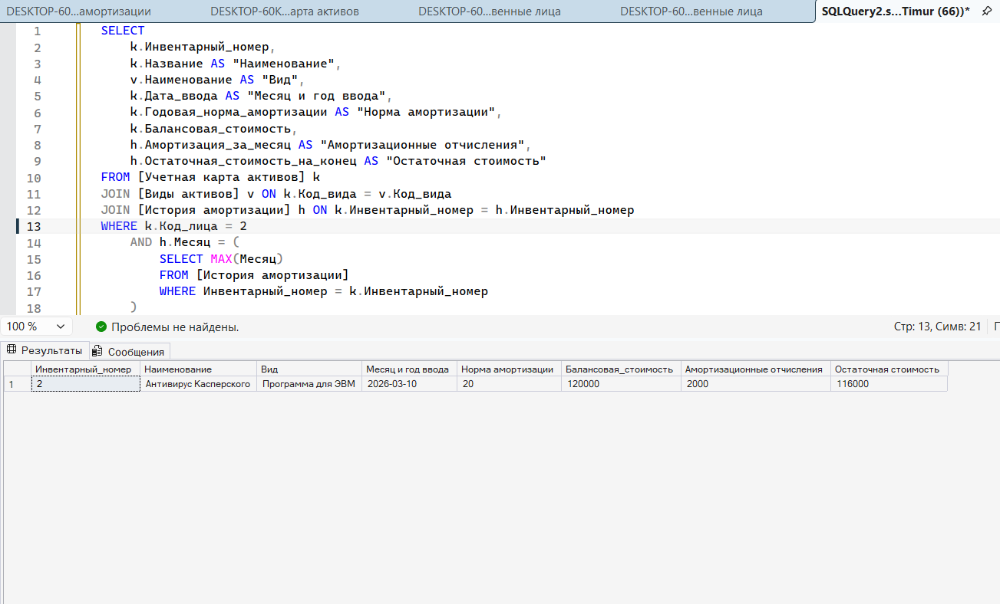 DESKTOP-60...амортизации DESKTOP-60K...арта активов DESKTOP-60...венные лица DESKTOP-60...венные лица SQLQuery2.s...Timur (66))*
1 SELECT
2 k.Инвентарный_номер,
3 k.Название AS "Наименование",
4 v.Наименование AS "Вид",
5 k.Дата_ввода AS "Месяц и год ввода",
6 k.Годовая_норма_амортизации AS "Норма амортизации",
7 k.Балансовая_стоимость,
8 h.Амортизация_за_месяц AS "Амортизационные отчисления",
9 h.Остаточная_стоимость_на_конец AS "Остаточная стоимость"
10 FROM [Учетная карта активов] k
11 JOIN [Виды активов] v ON k.Код_вида = v.Код_вида
12 JOIN [История амортизации] h ON k.Инвентарный_номер = h.Инвентарный_номер
13 WHERE k.Код_лица = 2
14 AND h.Месяц = (
15 SELECT MAX(Месяц)
16 FROM [История амортизации]
17 WHERE Инвентарный_номер = k.Инвентарный_номер
18 )
100 % Проблемы не найдены. Стр: 13, Симв: 21
Результаты Сообщения
Инвентарный_номер Наименование Вид Месяц и год ввода Норма амортизации Балансовая_стоимость Амортизационные отчисления Остаточная стоимость
1 2 Антивирус Касперского Программа для ЭВМ 2026-03-10 20 120000 2000 116000